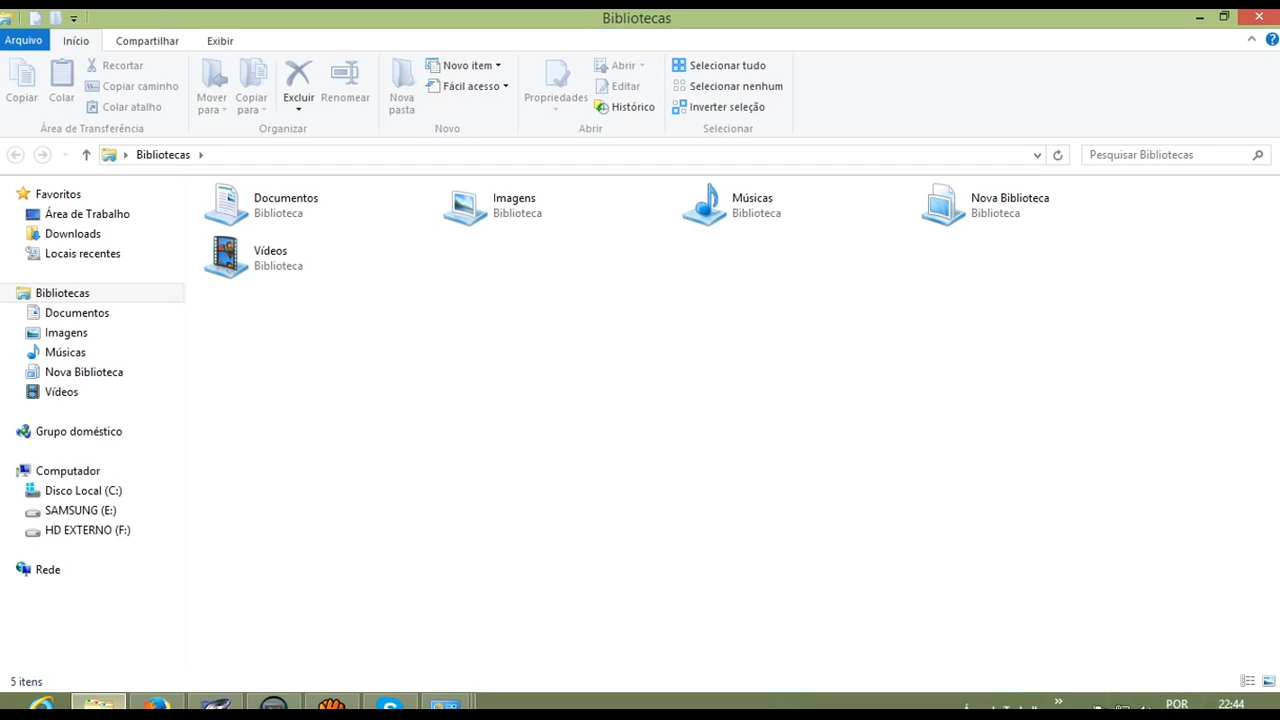 Bibliotecas
Arquivo Início Compartilhar Exibir
Copiar
Colar
Recortar
Copiar caminho
Colar atalho
Área de Transferência
Mover para
Copiar para
Excluir
Renomear
Organizar
Nova pasta
Novo item
Fácil acesso
Novo
Propriedades
Abrir
Editar
Histórico
Abrir
Selecionar tudo
Selecionar nenhum
Inverter seleção
Selecionar
Bibliotecas
Pesquisar Bibliotecas
Favoritos
Área de Trabalho
Downloads
Locais recentes
Bibliotecas
Documentos
Imagens
Músicas
Nova Biblioteca
Vídeos
Grupo doméstico
Computador
Disco Local (C:)
SAMSUNG (E:)
HD EXTERNO (F:)
Rede
Documentos
Biblioteca
Imagens
Biblioteca
Músicas
Biblioteca
Nova Biblioteca
Biblioteca
Vídeos
Biblioteca
5 itens
POR
22:44